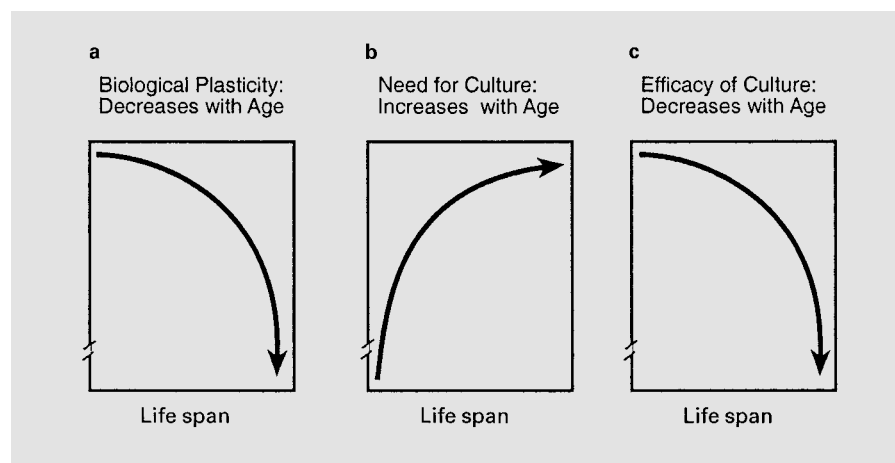 a
Biological Plasticity:
Decreases with Age
Life span
b
Need for Culture:
Increases with Age
Life span
c
Efficacy of Culture:
Decreases with Age
Life span